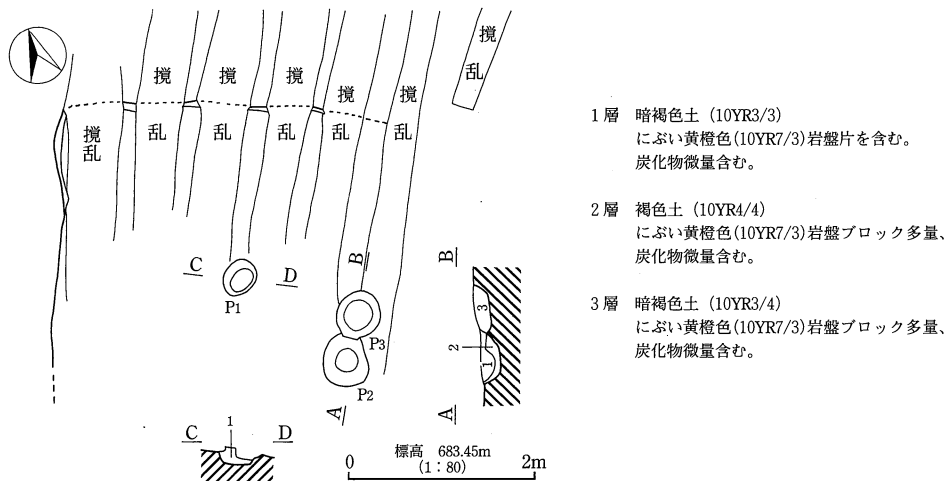 攪乱
攪乱
攪乱
攪乱
攪乱
攪乱
攪乱
C
D
P1
B
P3
P2
A
B
3
2
1
A
1
C
D
標高 683.45m
(1:80)
0
2m
1層 暗褐色土 (10YR3/3)
にぶい黄橙色(10YR7/3)岩盤片を含む。
炭化物微量含む。
2層 褐色土 (10YR4/4)
にぶい黄橙色(10YR7/3)岩盤ブロック多量、
炭化物微量含む。
3層 暗褐色土 (10YR3/4)
にぶい黄橙色(10YR7/3)岩盤ブロック多量、
炭化物微量含む。